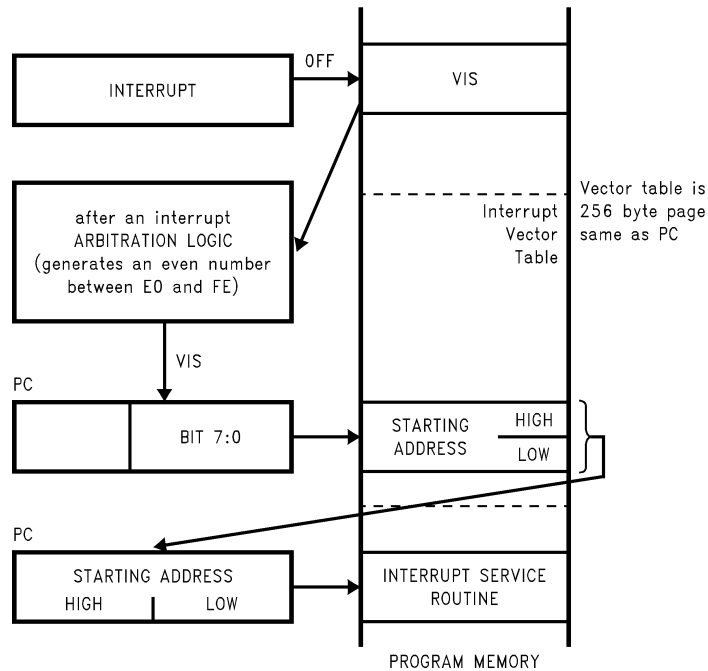 OFF
INTERRUPT
VIS
after an interrupt
ARBITRATION LOGIC
(generates an even number
between E0 and FE)
Interrupt
Vector
Table
Vector table is
256 byte page
same as PC
VIS
PC
BIT 7:0
STARTING
ADDRESS
HIGH
LOW
PC
STARTING ADDRESS
HIGH
LOW
INTERRUPT SERVICE
ROUTINE
PROGRAM MEMORY